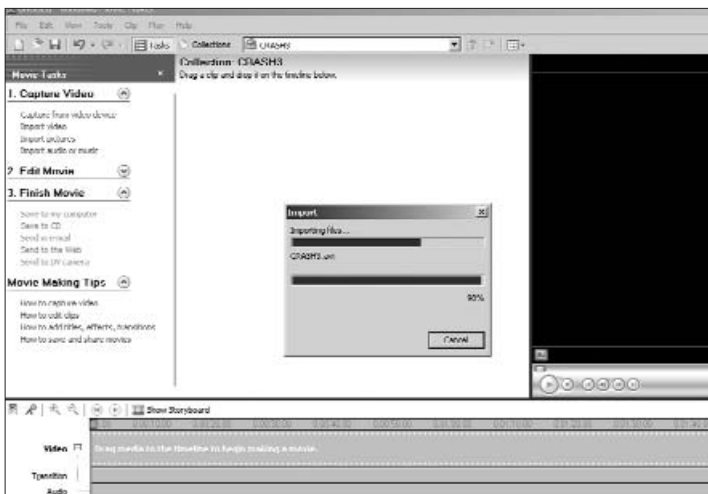 File Edit View Tools Clip Play Help
Tasks Collections CRASH3
Movie Tasks
Collection: CRASH3
Drag a clip and drop it on the timeline below.
1. Capture Video
Capture from video device
Import video
Import pictures
Import audio or music
2. Edit Movie
3. Finish Movie
Save to my computer
Save to CD
Send in e-mail
Send to the Web
Send to DV camera
Movie Making Tips
How to capture video
How to edit clips
How to add titles, effects, transitions
How to save and share movies
Import
Importing files...
CRASH3.avi
98%
Cancel
Show Storyboard
Video
Drag media to the timeline to begin making a movie.
Transition
Audio